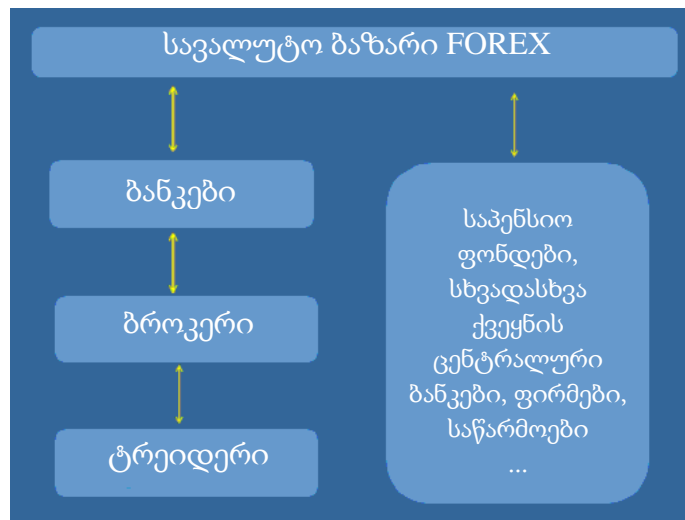 სავალუტო ბაზარი FOREX
ბანკები
ბროკერი
ტრეიდერი
საპენსიო
ფონდები,
სხვადასხვა
ქვეყნის
ცენტრალური
ბანკები, ფირმები,
საწარმოები
...